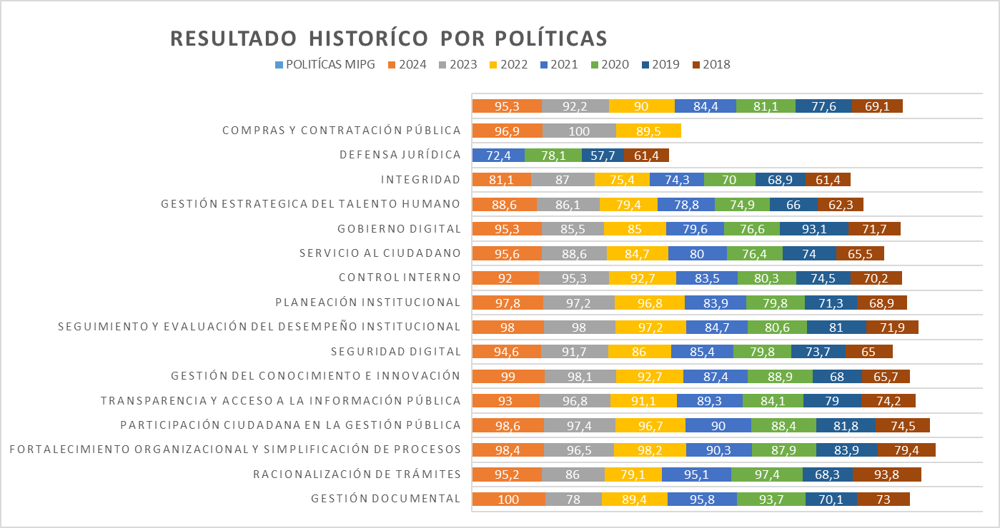 RESULTADO HISTORÍCO POR POLÍTICAS
POLITÍCAS MIPG 2024 2023 2022 2021 2020 2019 2018
95,3 92,2 90 84,4 81,1 77,6 69,1
COMPRAS Y CONTRATACIÓN PÚBLICA 96,9 100 89,5
DEFENSA JURÍDICA 72,4 78,1 57,7 61,4
INTEGRIDAD 81,1 87 75,4 74,3 70 68,9 61,4
GESTIÓN ESTRATEGICA DEL TALENTO HUMANO 88,6 86,1 79,4 78,8 74,9 66 62,3
GOBIERNO DIGITAL 95,3 85,5 85 79,6 76,6 93,1 71,7
SERVICIO AL CIUDADANO 95,6 88,6 84,7 80 76,4 74 65,5
CONTROL INTERNO 92 95,3 92,7 83,5 80,3 74,5 70,2
PLANEACIÓN INSTITUCIONAL 97,8 97,2 96,8 83,9 79,8 71,3 68,9
SEGUIMIENTO Y EVALUACIÓN DEL DESEMPEÑO INSTITUCIONAL 98 98 97,2 84,7 80,6 81 71,9
SEGURIDAD DIGITAL 94,6 91,7 86 85,4 79,8 73,7 65
GESTIÓN DEL CONOCIMIENTO E INNOVACIÓN 99 98,1 92,7 87,4 88,9 68 65,7
TRANSPARENCIA Y ACCESO A LA INFORMACIÓN PÚBLICA 93 96,8 91,1 89,3 84,1 79 74,2
PARTICIPACIÓN CIUDADANA EN LA GESTIÓN PÚBLICA 98,6 97,4 96,7 90 88,4 81,8 74,5
FORTALECIMIENTO ORGANIZACIONAL Y SIMPLIFICACIÓN DE PROCESOS 98,4 96,5 98,2 90,3 87,9 83,9 79,4
RACIONALIZACIÓN DE TRÁMITES 95,2 86 79,1 95,1 97,4 68,3 93,8
GESTIÓN DOCUMENTAL 100 78 89,4 95,8 93,7 70,1 73